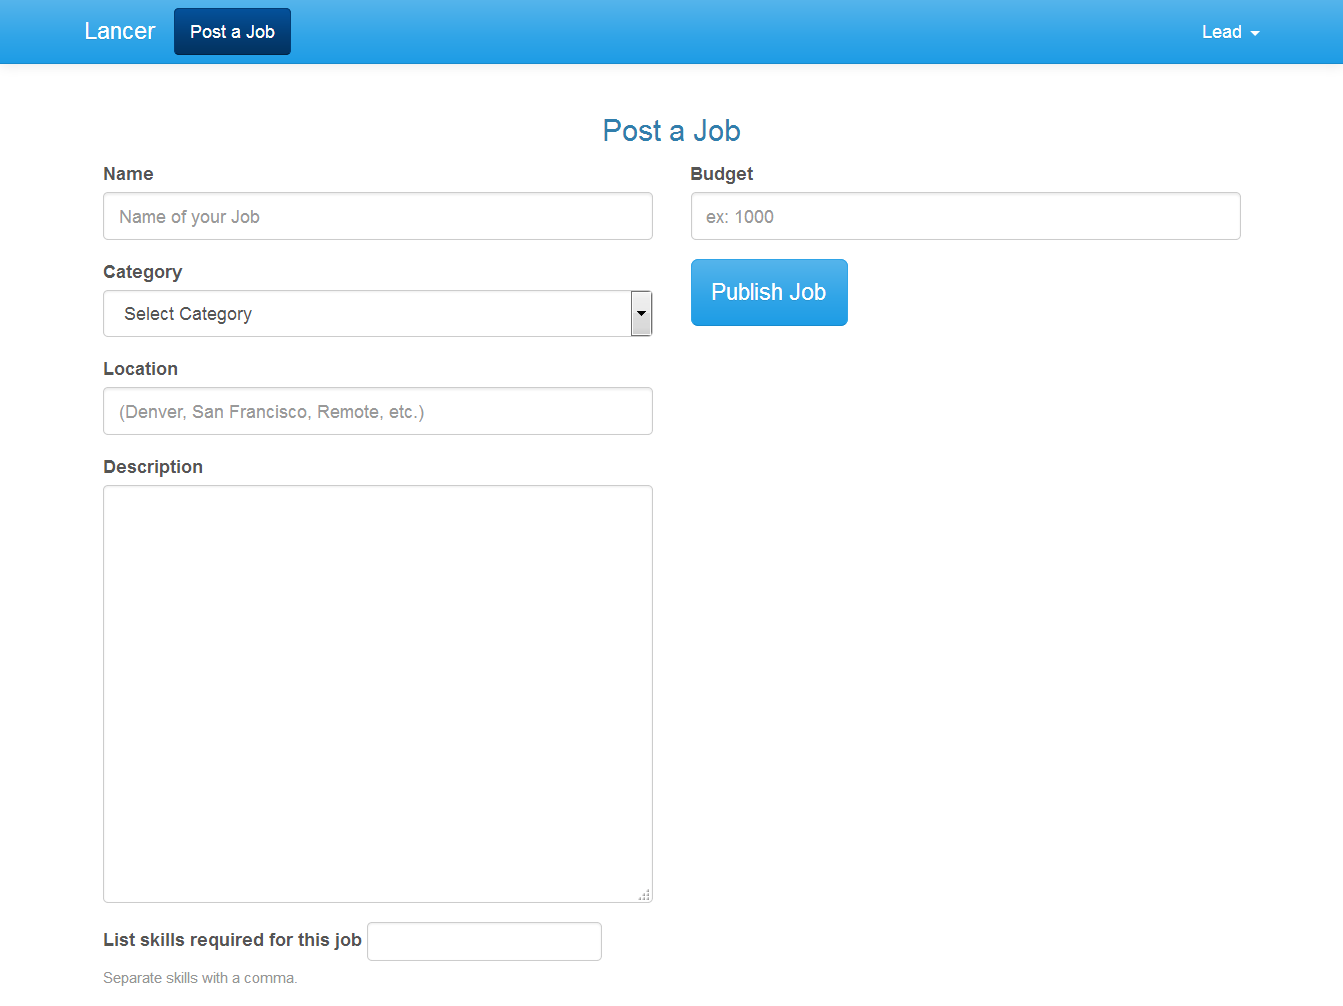 Lancer Post a Job Lead
Post a Job
Name
Name of your Job
Category
Select Category
Location
(Denver, San Francisco, Remote, etc.)
Description
List skills required for this job
Separate skills with a comma.
Budget
ex: 1000
Publish Job